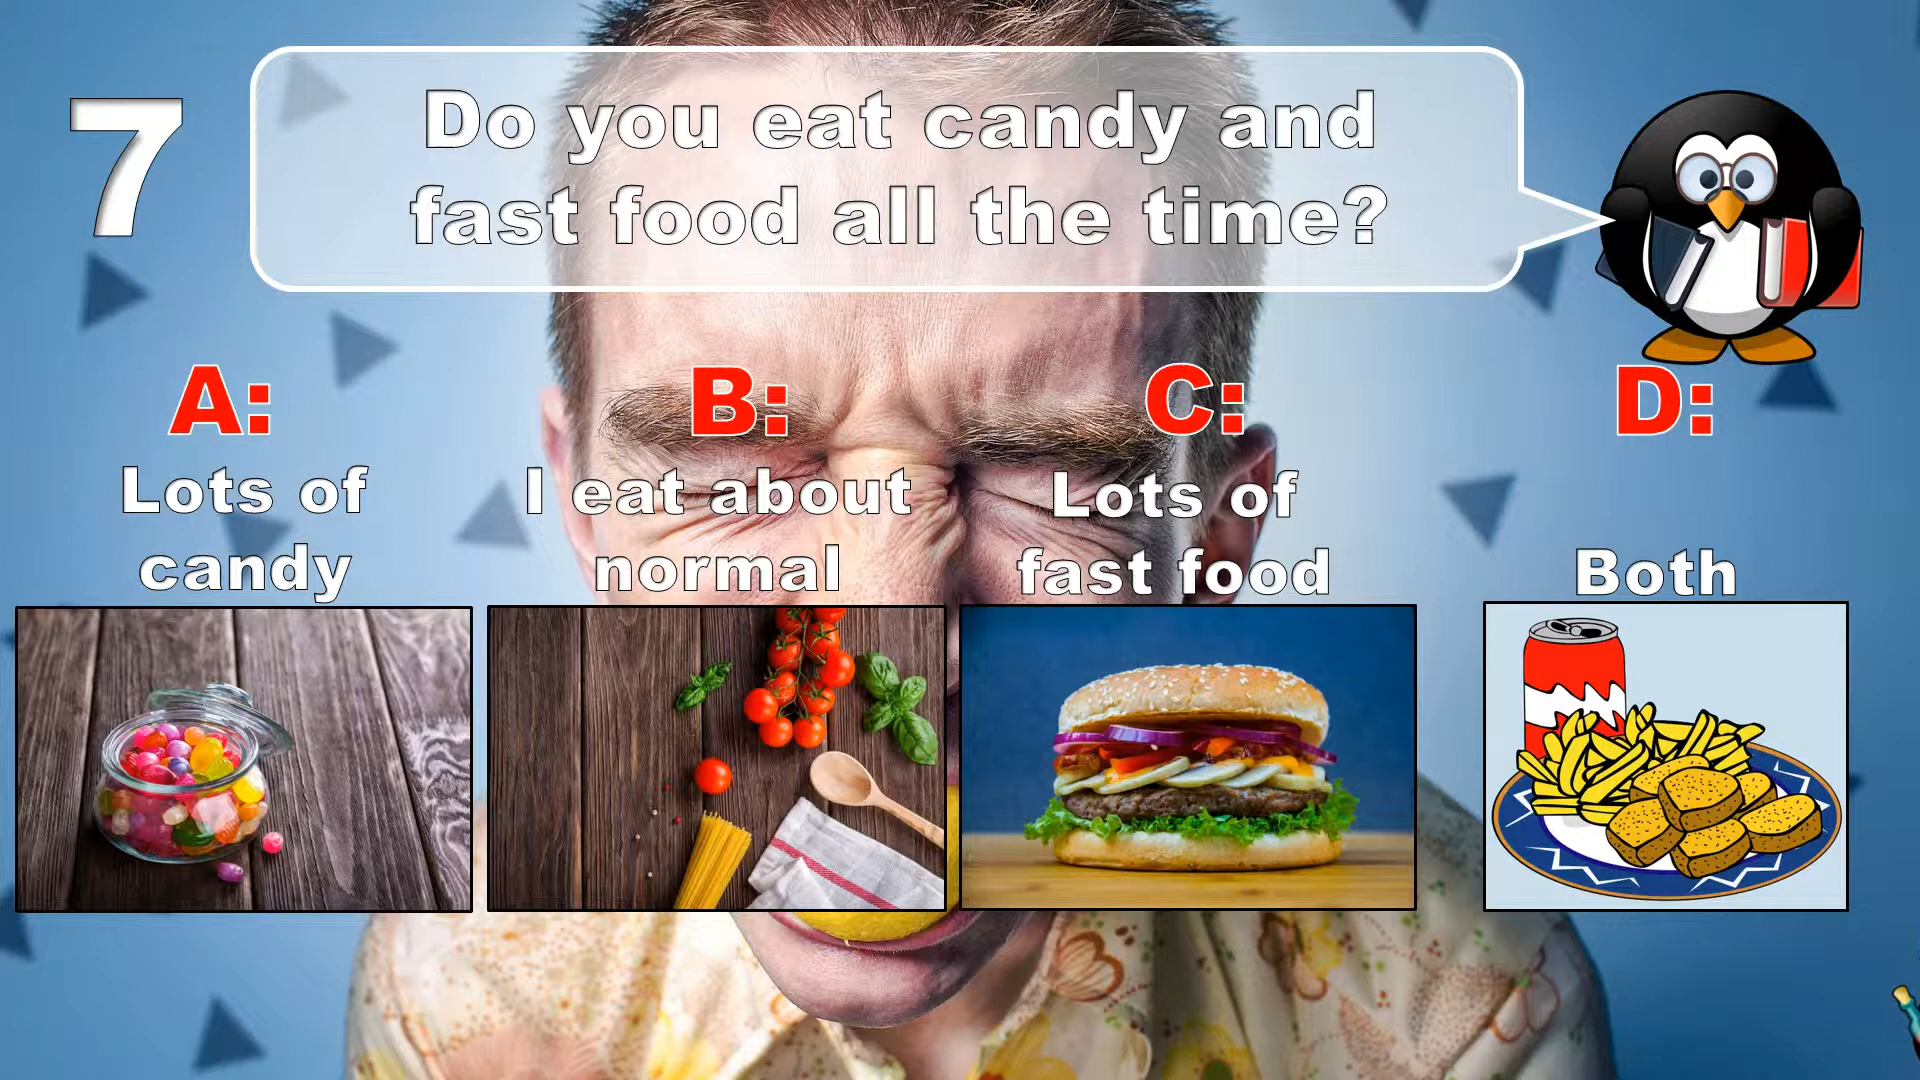 7
Do you eat candy and
fast food all the time?
A:
Lots of
candy
B:
I eat about
normal
C:
Lots of
fast food
D:
Both